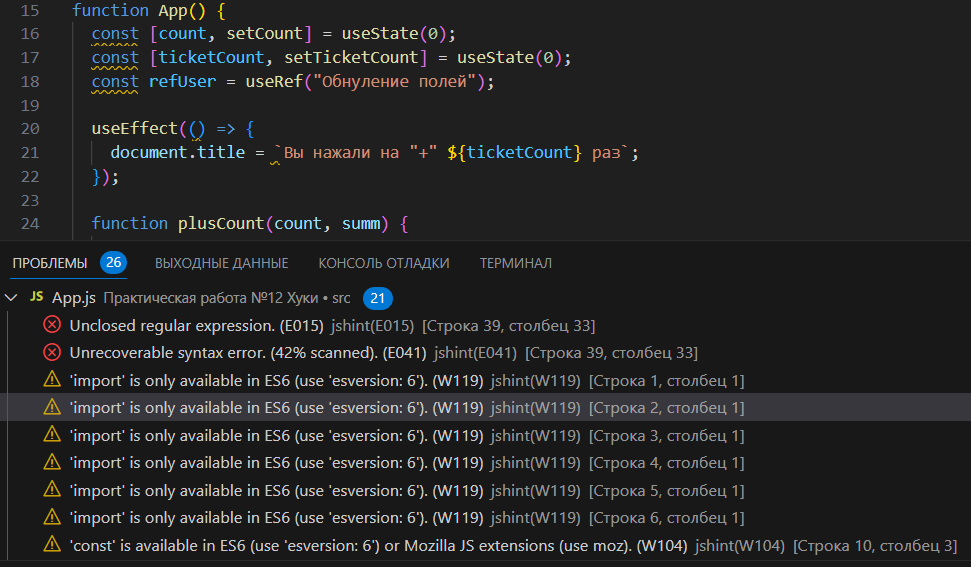 15 function App() {
16 const [count, setCount] = useState(0);
17 const [ticketCount, setTicketCount] = useState(0);
18 const refUser = useRef("Обнуление полей");
19
20 useEffect(() => {
21 document.title = `Вы нажали на "+" ${ticketCount} раз`;
22 });
23
24 function plusCount(count, summ) {
ПРОБЛЕМЫ 26 ВЫХОДНЫЕ ДАННЫЕ КОНСОЛЬ ОТЛАДКИ ТЕРМИНАЛ
JS App.js Практическая работа №12 Хуки • src 21
Unclosed regular expression. (E015) jshint(E015) [Строка 39, столбец 33]
Unrecoverable syntax error. (42% scanned). (E041) jshint(E041) [Строка 39, столбец 33]
'import' is only available in ES6 (use 'esversion: 6'). (W119) jshint(W119) [Строка 1, столбец 1]
'import' is only available in ES6 (use 'esversion: 6'). (W119) jshint(W119) [Строка 2, столбец 1]
'import' is only available in ES6 (use 'esversion: 6'). (W119) jshint(W119) [Строка 3, столбец 1]
'import' is only available in ES6 (use 'esversion: 6'). (W119) jshint(W119) [Строка 4, столбец 1]
'import' is only available in ES6 (use 'esversion: 6'). (W119) jshint(W119) [Строка 5, столбец 1]
'import' is only available in ES6 (use 'esversion: 6'). (W119) jshint(W119) [Строка 6, столбец 1]
'const' is available in ES6 (use 'esversion: 6') or Mozilla JS extensions (use moz). (W104) jshint(W104) [Строка 10, столбец 3]